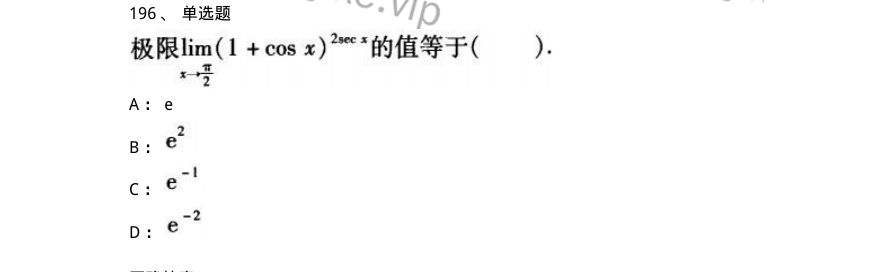 c.vip
196、 单选题
极限lim(1 + cos x)^{2sec x}的值等于(　　).
x→π/2
A： e
B： e^2
C： e^{-1}
D： e^{-2}